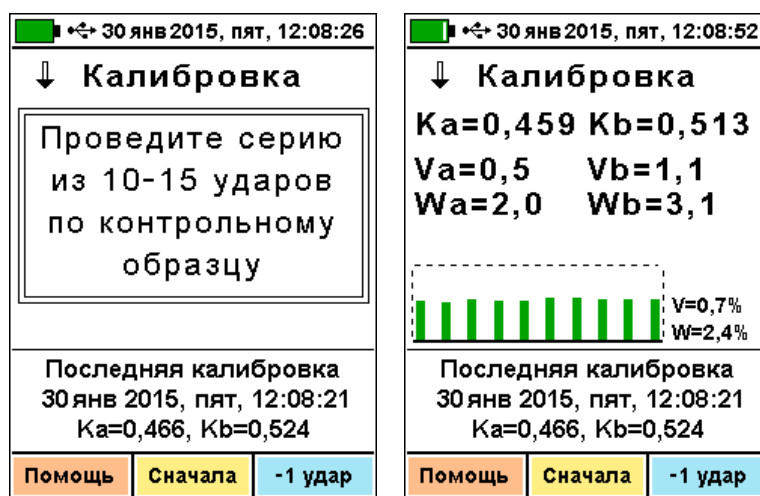 30 янв 2015, пят, 12:08:26
Калибровка
Проведите серию
из 10-15 ударов
по контрольному
образцу
Последняя калибровка
30 янв 2015, пят, 12:08:21
Ka=0,466, Kb=0,524
Помощь Сначала -1 удар
30 янв 2015, пят, 12:08:52
Калибровка
Ka=0,459 Kb=0,513
Va=0,5 Vb=1,1
Wa=2,0 Wb=3,1
V=0,7%
W=2,4%
Последняя калибровка
30 янв 2015, пят, 12:08:21
Ka=0,466, Kb=0,524
Помощь Сначала -1 удар